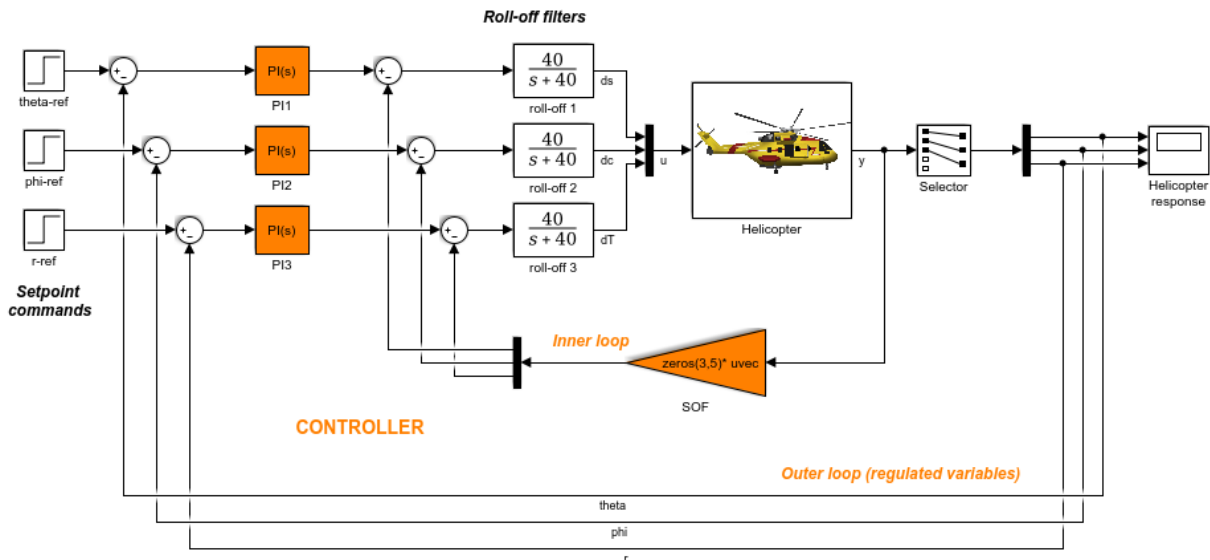 Roll-off filters
theta-ref
+
-
PI(s)
PI1
+
-
40
s + 40
roll-off 1
ds
phi-ref
+
-
PI(s)
PI2
+
-
40
s + 40
roll-off 2
dc
r-ref
+
-
PI(s)
PI3
+
-
40
s + 40
roll-off 3
dT
u
Helicopter
y
Selector
Helicopter
response
Setpoint
commands
Inner loop
zeros(3,5)* uvec
SOF
CONTROLLER
Outer loop (regulated variables)
theta
phi
r